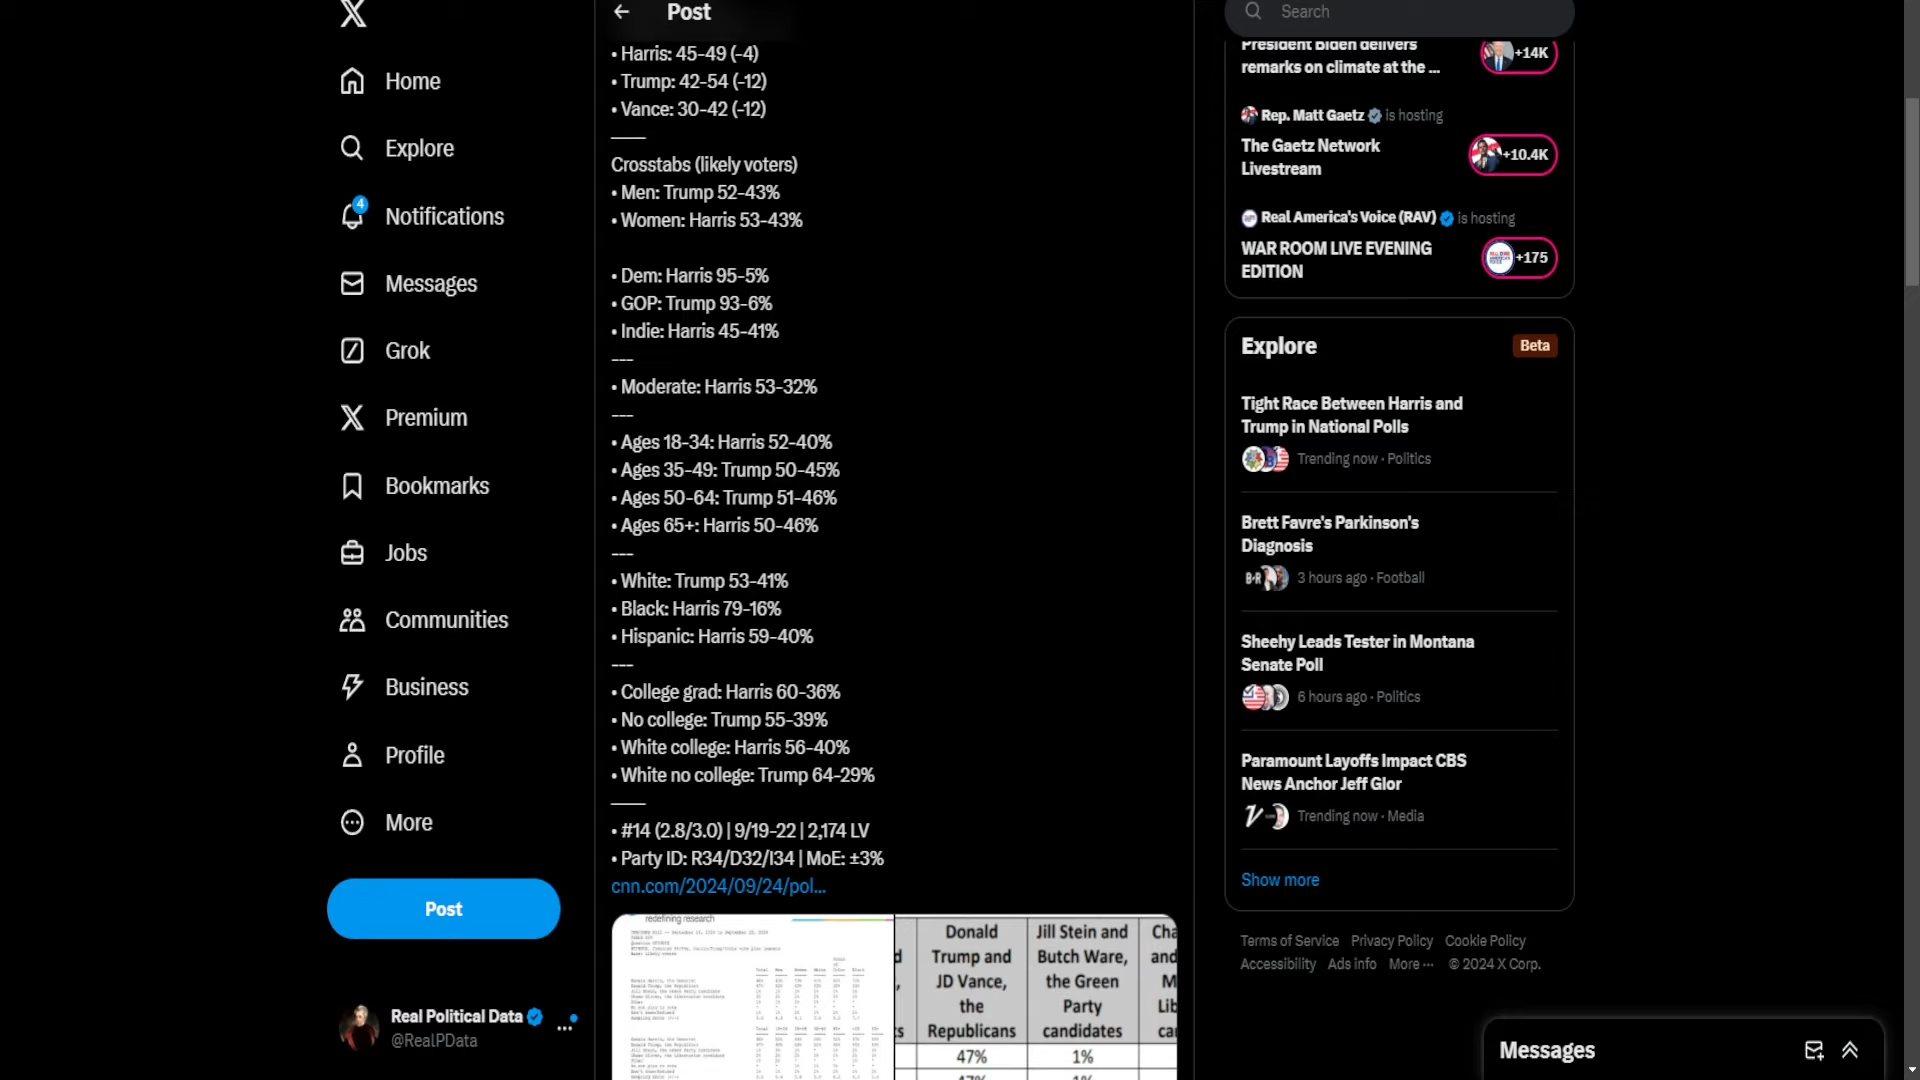 Home
Explore
4
Notifications
Messages
Grok
Premium
Bookmarks
Jobs
Communities
Business
Profile
More
Post
Real Political Data
@RealPData
Post
• Harris: 45-49 (-4)
• Trump: 42-54 (-12)
• Vance: 30-42 (-12)
——
Crosstabs (likely voters)
• Men: Trump 52-43%
• Women: Harris 53-43%
• Dem: Harris 95-5%
• GOP: Trump 93-6%
• Indie: Harris 45-41%
---
• Moderate: Harris 53-32%
---
• Ages 18-34: Harris 52-40%
• Ages 35-49: Trump 50-45%
• Ages 50-64: Trump 51-46%
• Ages 65+: Harris 50-46%
---
• White: Trump 53-41%
• Black: Harris 79-16%
• Hispanic: Harris 59-40%
---
• College grad: Harris 60-36%
• No college: Trump 55-39%
• White college: Harris 56-40%
• White no college: Trump 64-29%
——
• #14 (2.8/3.0) | 9/19-22 | 2,174 LV
• Party ID: R34/D32/I34 | MoE: ±3%
cnn.com/2024/09/24/pol...
redefining research
Donald
Trump and
JD Vance,
the
Republicans
47%
Jill Stein and
Butch Ware,
the Green
Party
candidates
1%
Search
President Biden delivers
remarks on climate at the ...
+14K
Rep. Matt Gaetz is hosting
The Gaetz Network
Livestream
+10.4K
Real America's Voice (RAV) is hosting
WAR ROOM LIVE EVENING
EDITION
+175
Explore
Beta
Tight Race Between Harris and
Trump in National Polls
Trending now · Politics
Brett Favre's Parkinson's
Diagnosis
3 hours ago · Football
Sheehy Leads Tester in Montana
Senate Poll
6 hours ago · Politics
Paramount Layoffs Impact CBS
News Anchor Jeff Glor
Trending now · Media
Show more
Terms of Service Privacy Policy Cookie Policy
Accessibility Ads info More ··· © 2024 X Corp.
Messages